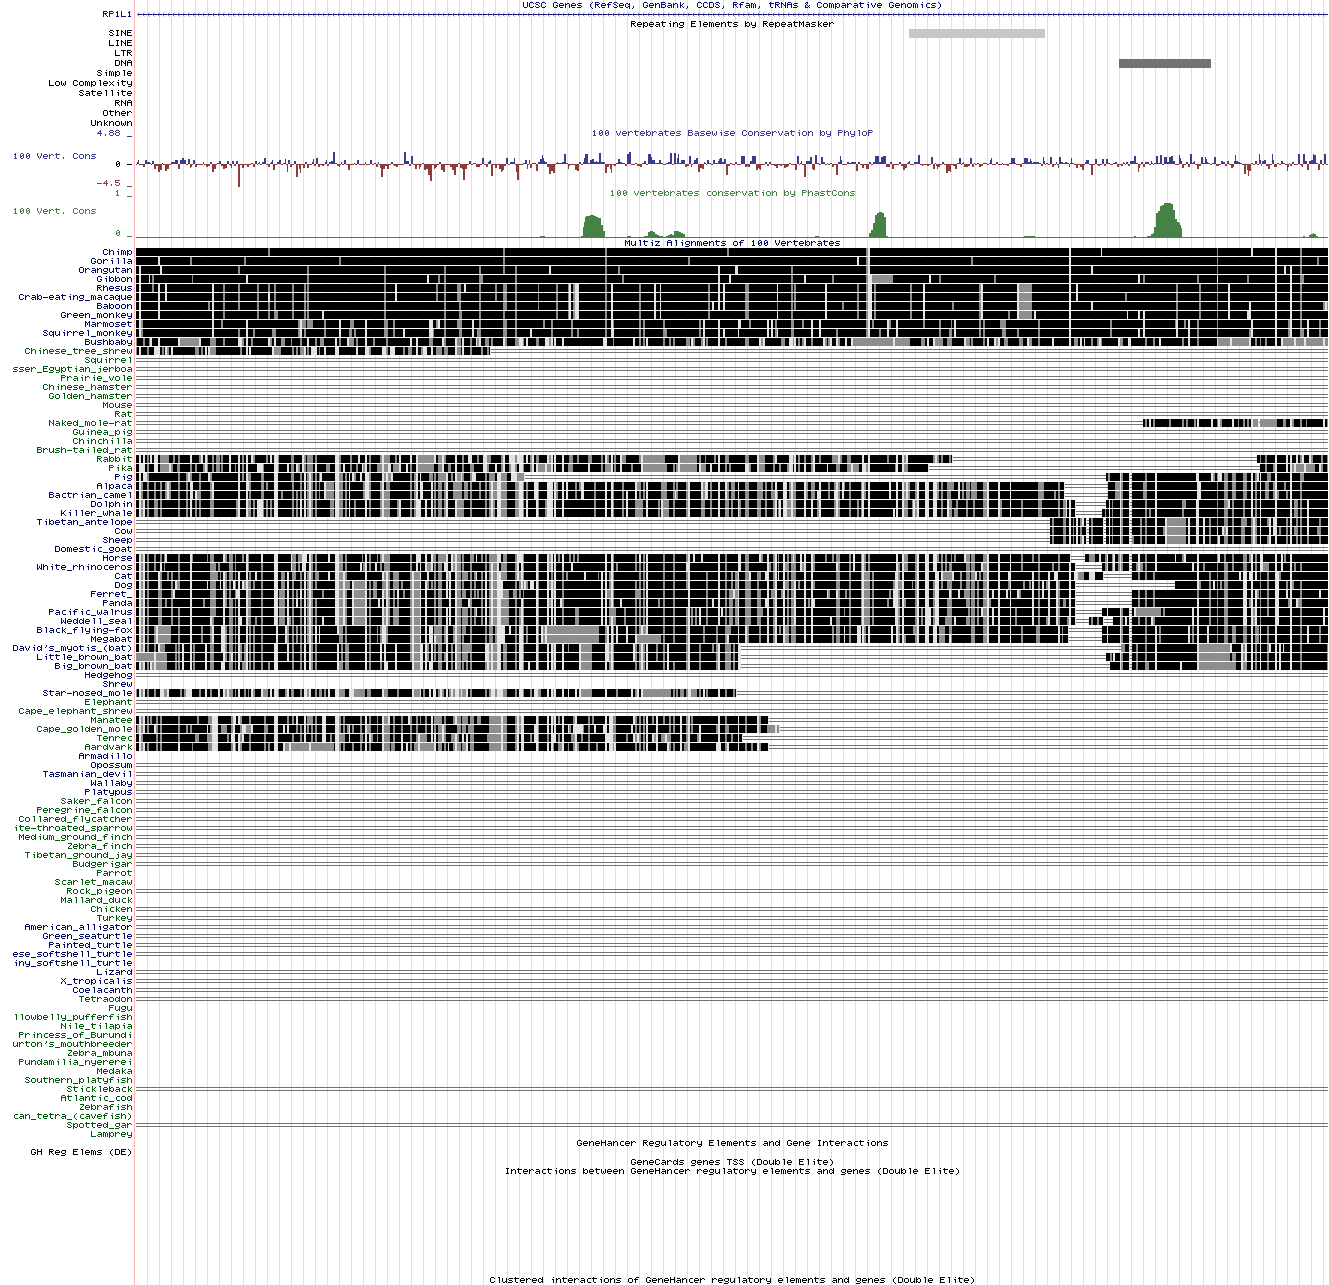 UCSC Genes (RefSeq, GenBank, CCDS, Rfam, tRNAs & Comparative Genomics)
RP1L1
Repeating Elements by RepeatMasker
SINE
LINE
LTR
DNA
Simple
Low Complexity
Satellite
RNA
Other
Unknown
4.88 _
100 vertebrates Basewise Conservation by PhyloP
100 Vert. Cons
0 _
-4.5 _
1 _
100 vertebrates conservation by PhastCons
100 Vert. Cons
0 _
Multiz Alignments of 100 Vertebrates
Chimp
Gorilla
Orangutan
Gibbon
Rhesus
Crab-eating_macaque
Baboon
Green_monkey
Marmoset
Squirrel_monkey
Bushbaby
Chinese_tree_shrew
Squirrel
sser_Egyptian_jerboa
Prairie_vole
Chinese_hamster
Golden_hamster
Mouse
Rat
Naked_mole-rat
Guinea_pig
Chinchilla
Brush-tailed_rat
Rabbit
Pika
Pig
Alpaca
Bactrian_camel
Dolphin
Killer_whale
Tibetan_antelope
Cow
Sheep
Domestic_goat
Horse
White_rhinoceros
Cat
Dog
Ferret_
Panda
Pacific_walrus
Weddell_seal
Black_flying-fox
Megabat
David's_myotis_(bat)
Little_brown_bat
Big_brown_bat
Hedgehog
Shrew
Star-nosed_mole
Elephant
Cape_elephant_shrew
Manatee
Cape_golden_mole
Tenrec
Aardvark
Armadillo
Opossum
Tasmanian_devil
Wallaby
Platypus
Saker_falcon
Peregrine_falcon
Collared_flycatcher
ite-throated_sparrow
Medium_ground_finch
Zebra_finch
Tibetan_ground_jay
Budgerigar
Parrot
Scarlet_macaw
Rock_pigeon
Mallard_duck
Chicken
Turkey
American_alligator
Green_seaturtle
Painted_turtle
ese_softshell_turtle
iny_softshell_turtle
Lizard
X_tropicalis
Coelacanth
Tetraodon
Fugu
llowbelly_pufferfish
Nile_tilapia
Princess_of_Burundi
urton's_mouthbreeder
Zebra_mbuna
Pundamilia_nyererei
Medaka
Southern_platyfish
Stickleback
Atlantic_cod
Zebrafish
can_tetra_(cavefish)
Spotted_gar
Lamprey
GeneHancer Regulatory Elements and Gene Interactions
GH Reg Elems (DE)
GeneCards genes TSS (Double Elite)
Interactions between GeneHancer regulatory elements and genes (Double Elite)
Clustered interactions of GeneHancer regulatory elements and genes (Double Elite)